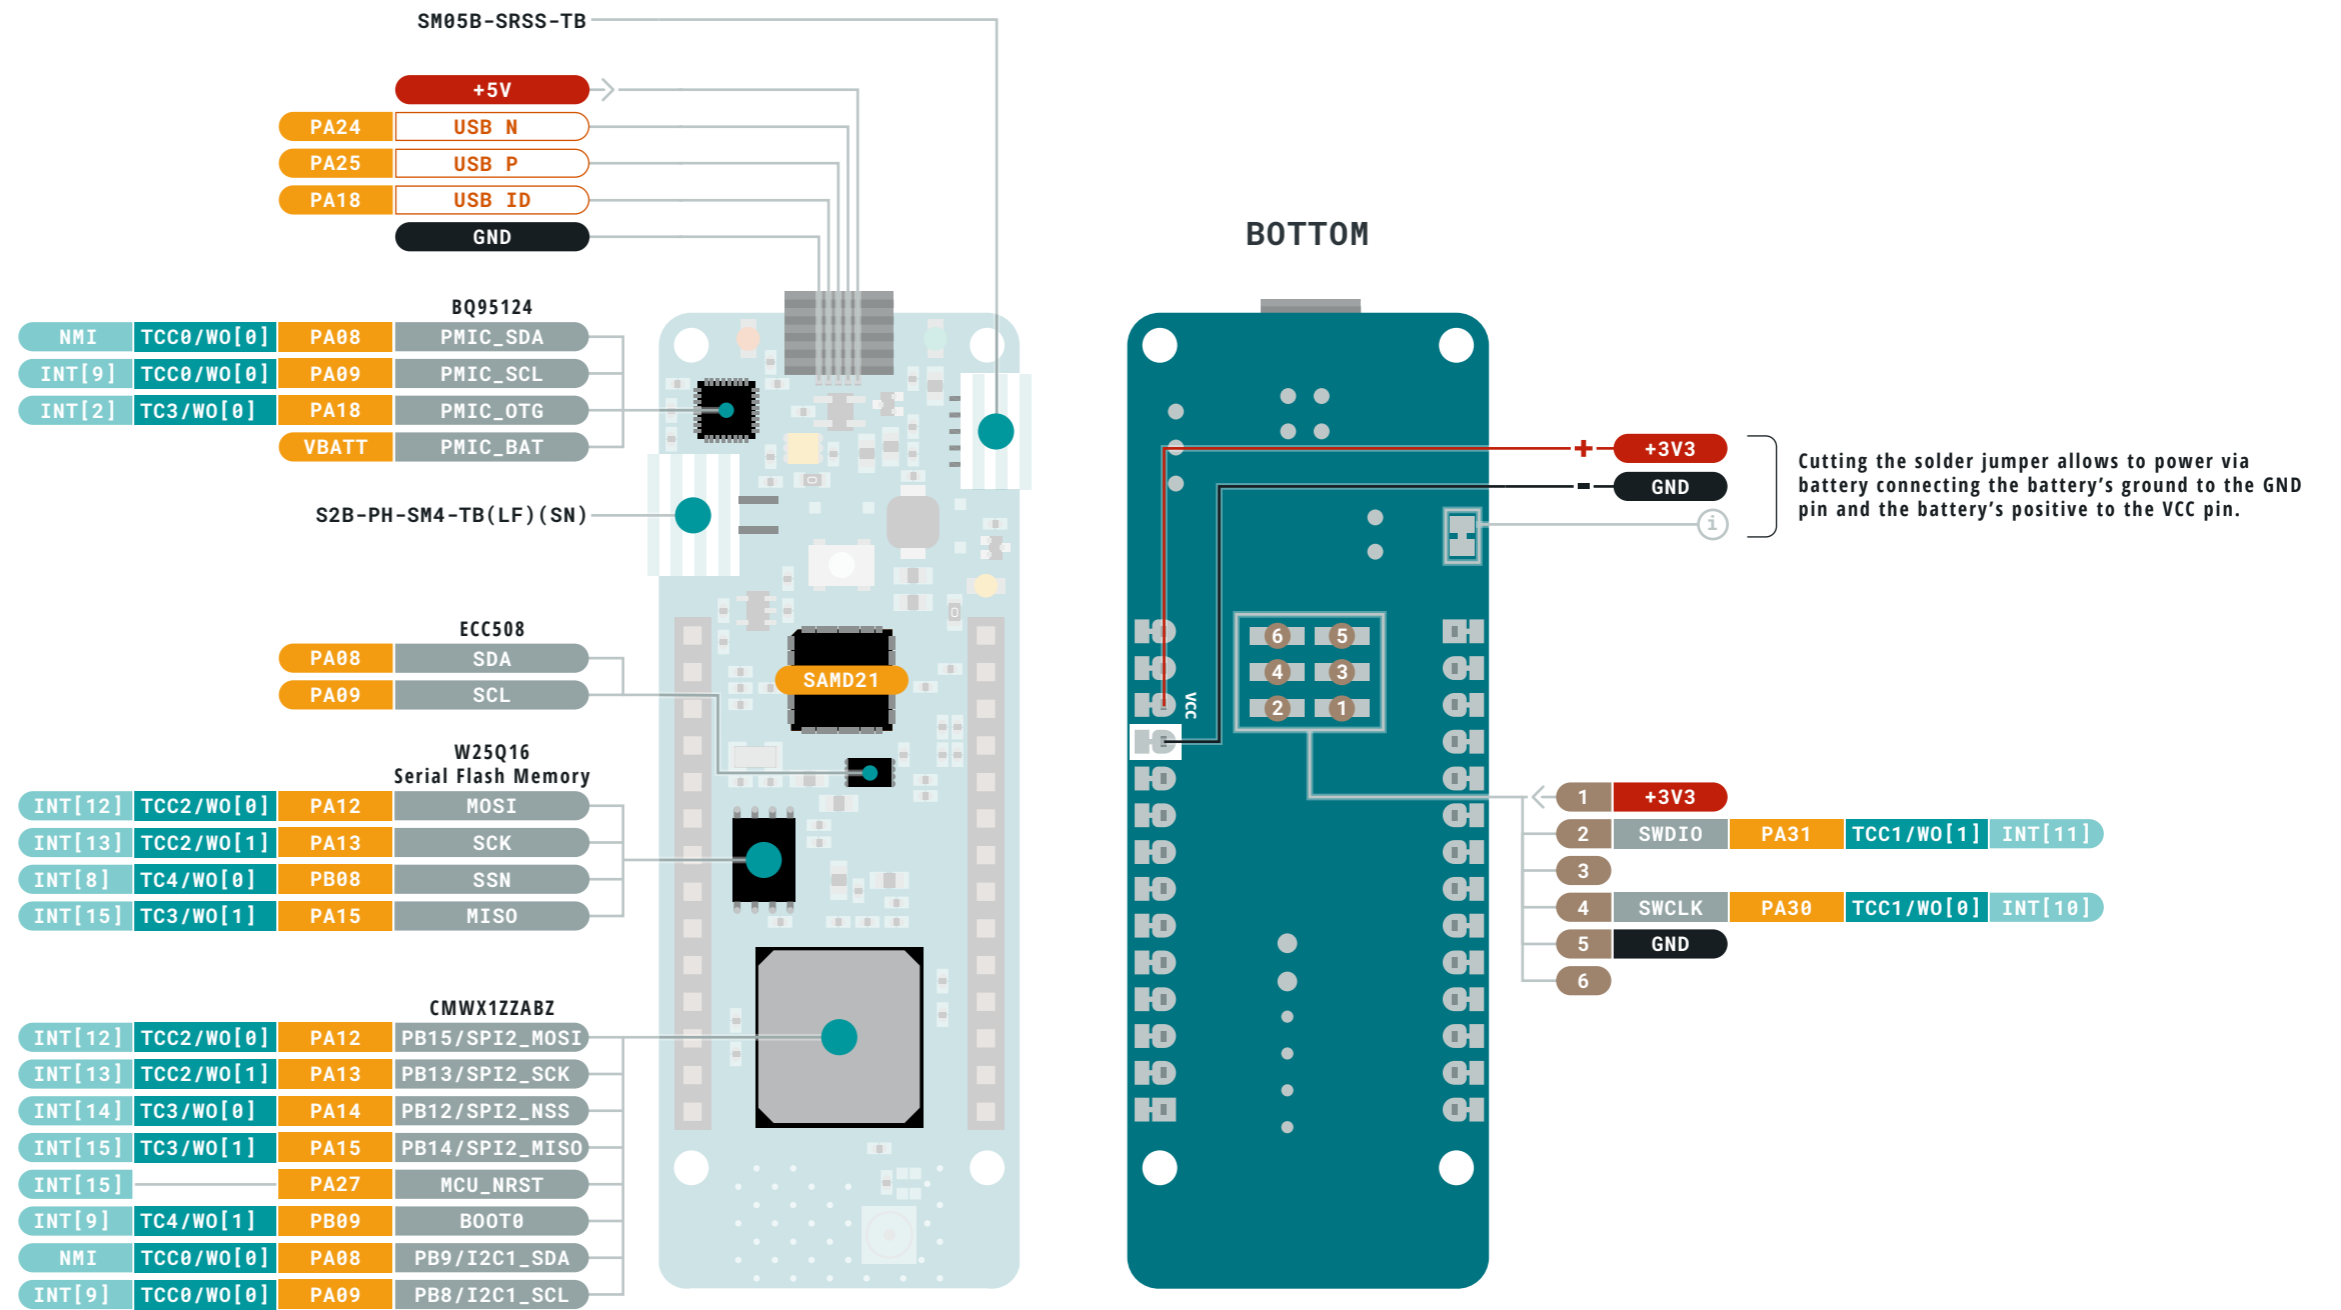 SM05B-SRSS-TB
+5V
PA24 USB N
PA25 USB P
PA18 USB ID
GND
BQ95124
NMI TCC0/WO[0] PA08 PMIC_SDA
INT[9] TCC0/WO[0] PA09 PMIC_SCL
INT[2] TC3/WO[0] PA18 PMIC_OTG
VBATT PMIC_BAT
S2B-PH-SM4-TB(LF)(SN)
ECC508
PA08 SDA
PA09 SCL
SAMD21
W25Q16
Serial Flash Memory
INT[12] TCC2/WO[0] PA12 MOSI
INT[13] TCC2/WO[1] PA13 SCK
INT[8] TC4/WO[0] PB08 SSN
INT[15] TC3/WO[1] PA15 MISO
CMWX1ZZABZ
INT[12] TCC2/WO[0] PA12 PB15/SPI2_MOSI
INT[13] TCC2/WO[1] PA13 PB13/SPI2_SCK
INT[14] TC3/WO[0] PA14 PB12/SPI2_NSS
INT[15] TC3/WO[1] PA15 PB14/SPI2_MISO
INT[15] PA27 MCU_NRST
INT[9] TC4/WO[1] PB09 BOOT0
NMI TCC0/WO[0] PA08 PB9/I2C1_SDA
INT[9] TCC0/WO[0] PA09 PB8/I2C1_SCL
BOTTOM
+ +3V3
- GND
i
Cutting the solder jumper allows to power via
battery connecting the battery's ground to the GND
pin and the battery's positive to the VCC pin.
6 5
4 3
2 1
VCC
1 +3V3
2 SWDIO PA31 TCC1/WO[1] INT[11]
3
4 SWCLK PA30 TCC1/WO[0] INT[10]
5 GND
6